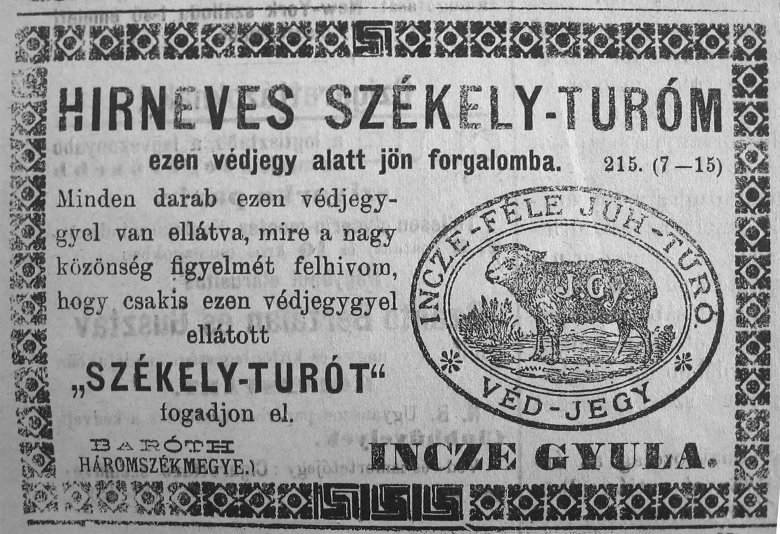 HIRNEVES SZÉKELY-TURÓM
ezen védjegy alatt jön forgalomba. 215. (7—15)
Minden darab ezen védjegy-
gyel van ellátva, mire a nagy
közönség figyelmét felhivom,
hogy csakis ezen védjegygyel
ellátott
„SZÉKELY-TURÓT“
fogadjon el.
BARÓTH
HÁROMSZÉKMEGYE.)
INCZE-FÉLE JUH-TURÓ.
J.Gy.
VÉD-JEGY
INCZE GYULA.